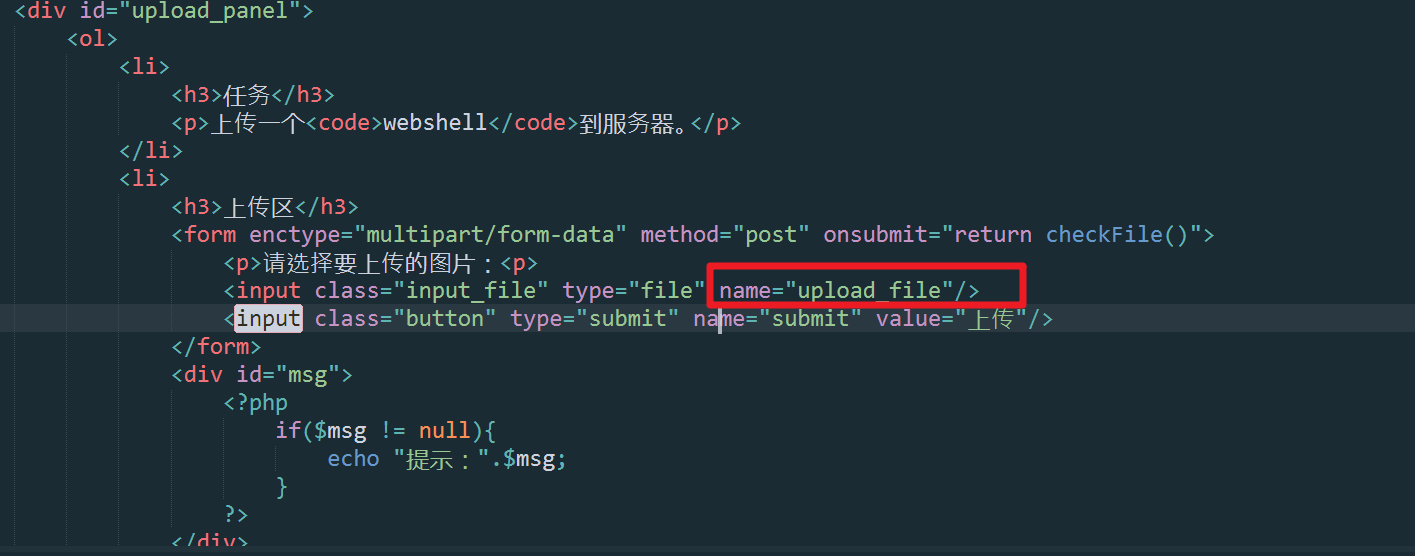 <div id="upload_panel">
<ol>
<li>
<h3>任务</h3>
<p>上传一个<code>webshell</code>到服务器。</p>
</li>
<li>
<h3>上传区</h3>
<form enctype="multipart/form-data" method="post" onsubmit="return checkFile()">
<p>请选择要上传的图片：<p>
<input class="input_file" type="file" name="upload_file"/>
<input class="button" type="submit" name="submit" value="上传"/>
</form>
<div id="msg">
<?php
if($msg != null){
echo "提示：".$msg;
}
?>
</div>